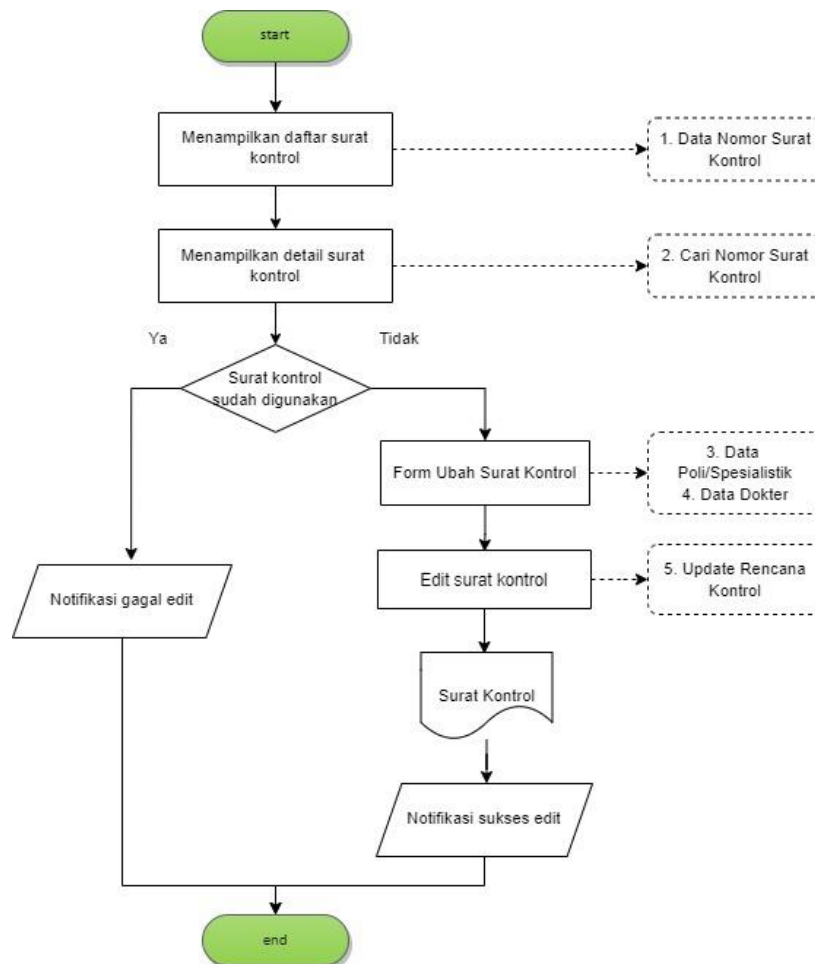 start
Menampilkan daftar surat
kontrol
1. Data Nomor Surat
Kontrol
Menampilkan detail surat
kontrol
2. Cari Nomor Surat
Kontrol
Ya
Tidak
Surat kontrol
sudah digunakan
Form Ubah Surat Kontrol
3. Data
Poli/Spesialistik
4. Data Dokter
Edit surat kontrol
5. Update Rencana
Kontrol
Notifikasi gagal edit
Surat Kontrol
Notifikasi sukses edit
end